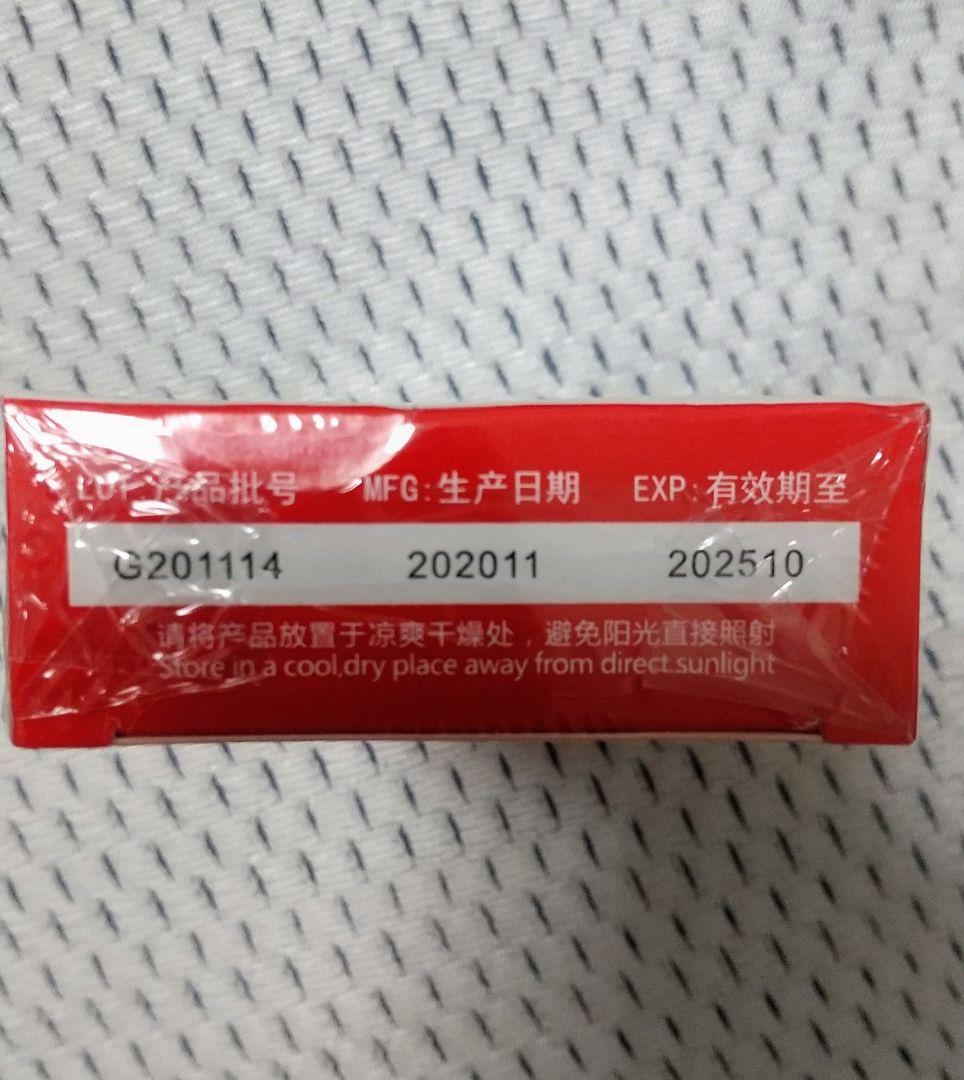 LOT 产品批号 MFG:生产日期 EXP:有效期至
G201114 202011 202510
请将产品放置于凉爽干燥处，避免阳光直接照射
Store in a cool,dry place away from direct sunlight